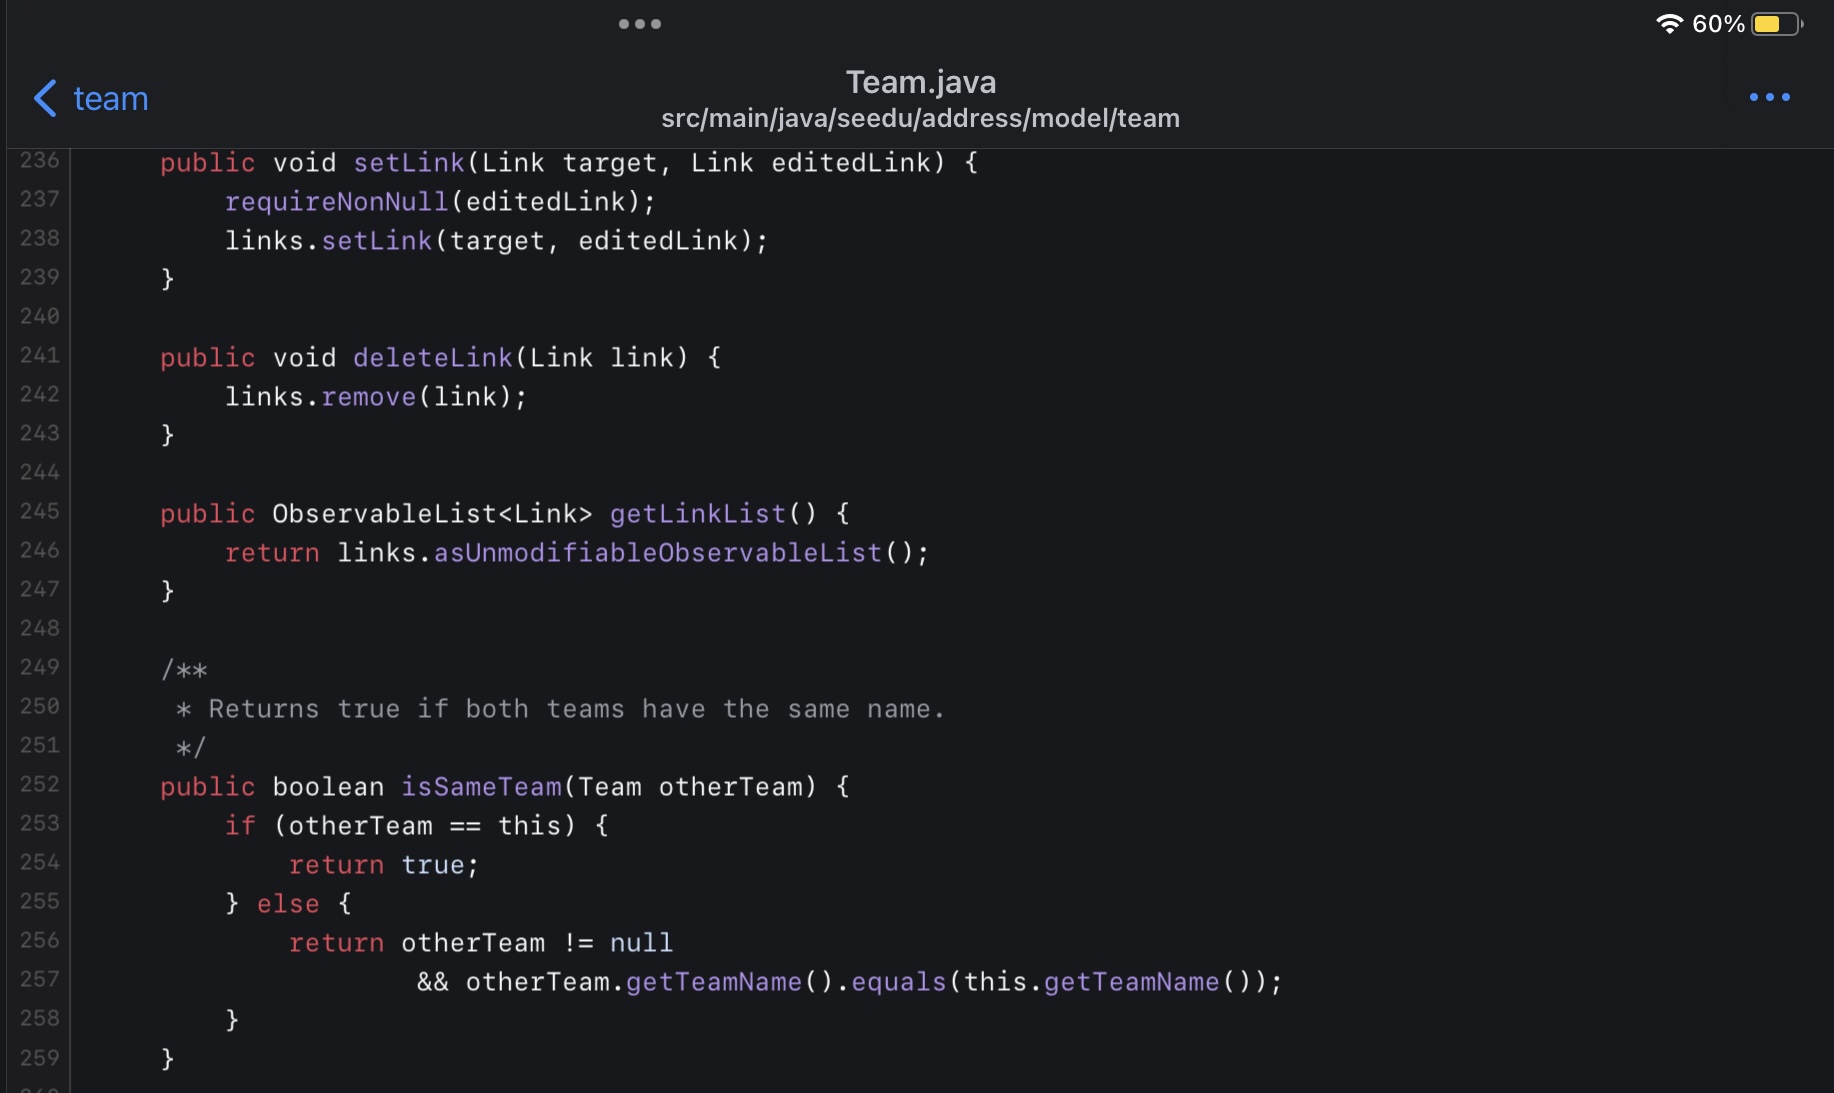 60%
team
Team.java
src/main/java/seedu/address/model/team
236 public void setLink(Link target, Link editedLink) {
237 requireNonNull(editedLink);
238 links.setLink(target, editedLink);
239 }
240
241 public void deleteLink(Link link) {
242 links.remove(link);
243 }
244
245 public ObservableList<Link> getLinkList() {
246 return links.asUnmodifiableObservableList();
247 }
248
249 /**
250 * Returns true if both teams have the same name.
251 */
252 public boolean isSameTeam(Team otherTeam) {
253 if (otherTeam == this) {
254 return true;
255 } else {
256 return otherTeam != null
257 && otherTeam.getTeamName().equals(this.getTeamName());
258 }
259 }